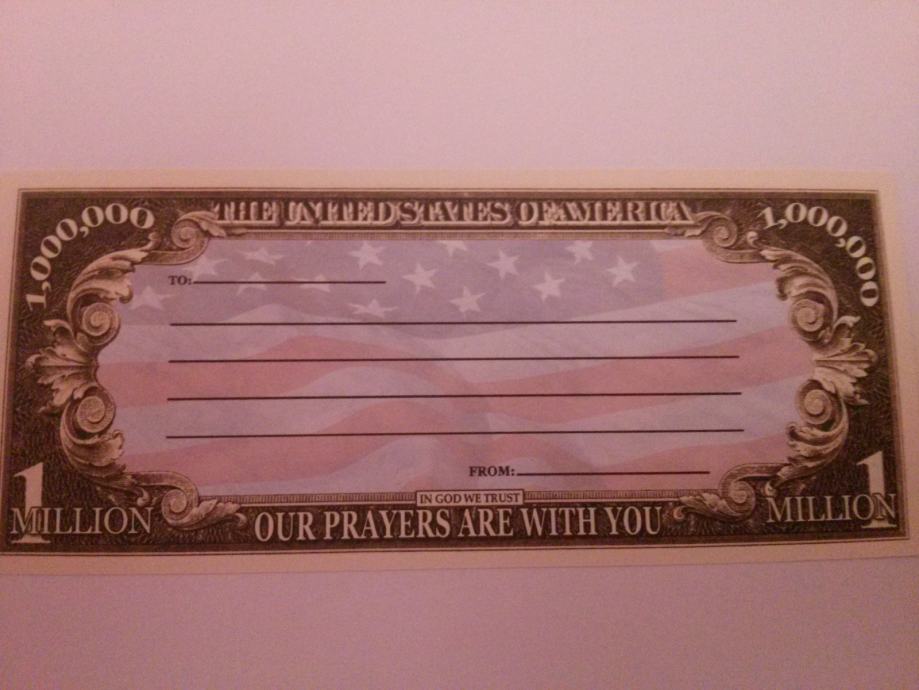 THE UNITED STATES OF AMERICA
1,000,000
1,000,000
TO:
FROM:
IN GOD WE TRUST
1
MILLION
OUR PRAYERS ARE WITH YOU
1
MILLION